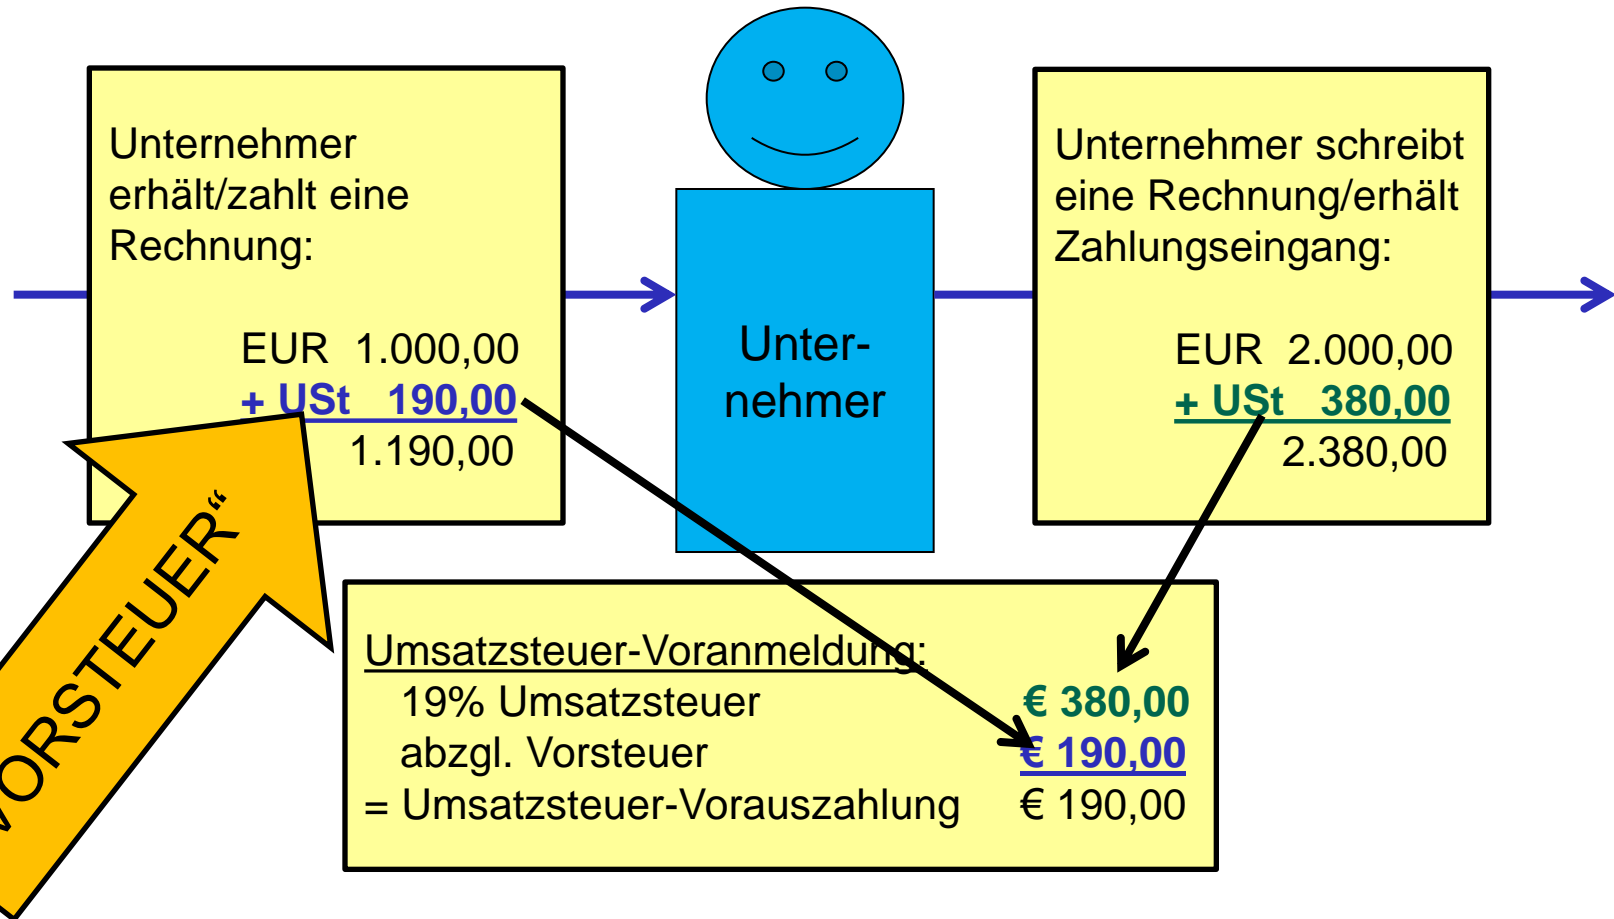 Unternehmer
erhält/zahlt eine
Rechnung:
EUR 1.000,00
+ USt 190,00
1.190,00
Unter-
nehmer
Unternehmer schreibt
eine Rechnung/erhält
Zahlungseingang:
EUR 2.000,00
+ USt 380,00
2.380,00
VORSTEUER“
Umsatzsteuer-Voranmeldung:
19% Umsatzsteuer € 380,00
abzgl. Vorsteuer € 190,00
= Umsatzsteuer-Vorauszahlung € 190,00